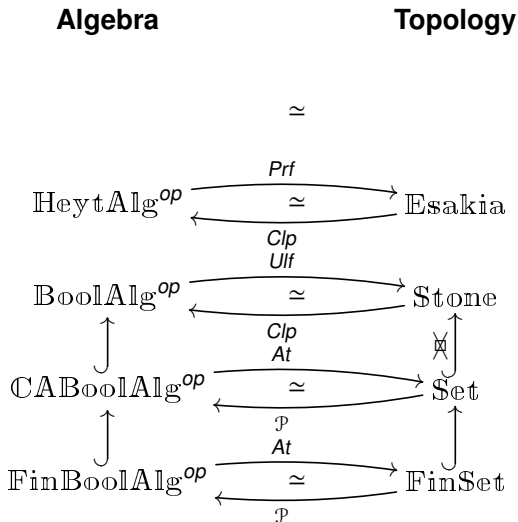 Algebra Topology
≃
Prf
HeytAlg^op ≃ Esakia
Clp
Ulf
BoolAlg^op ≃ Stone
Clp
At
CABoolAlg^op ≃ Set
𝒫
At
FinBoolAlg^op ≃ FinSet
𝒫